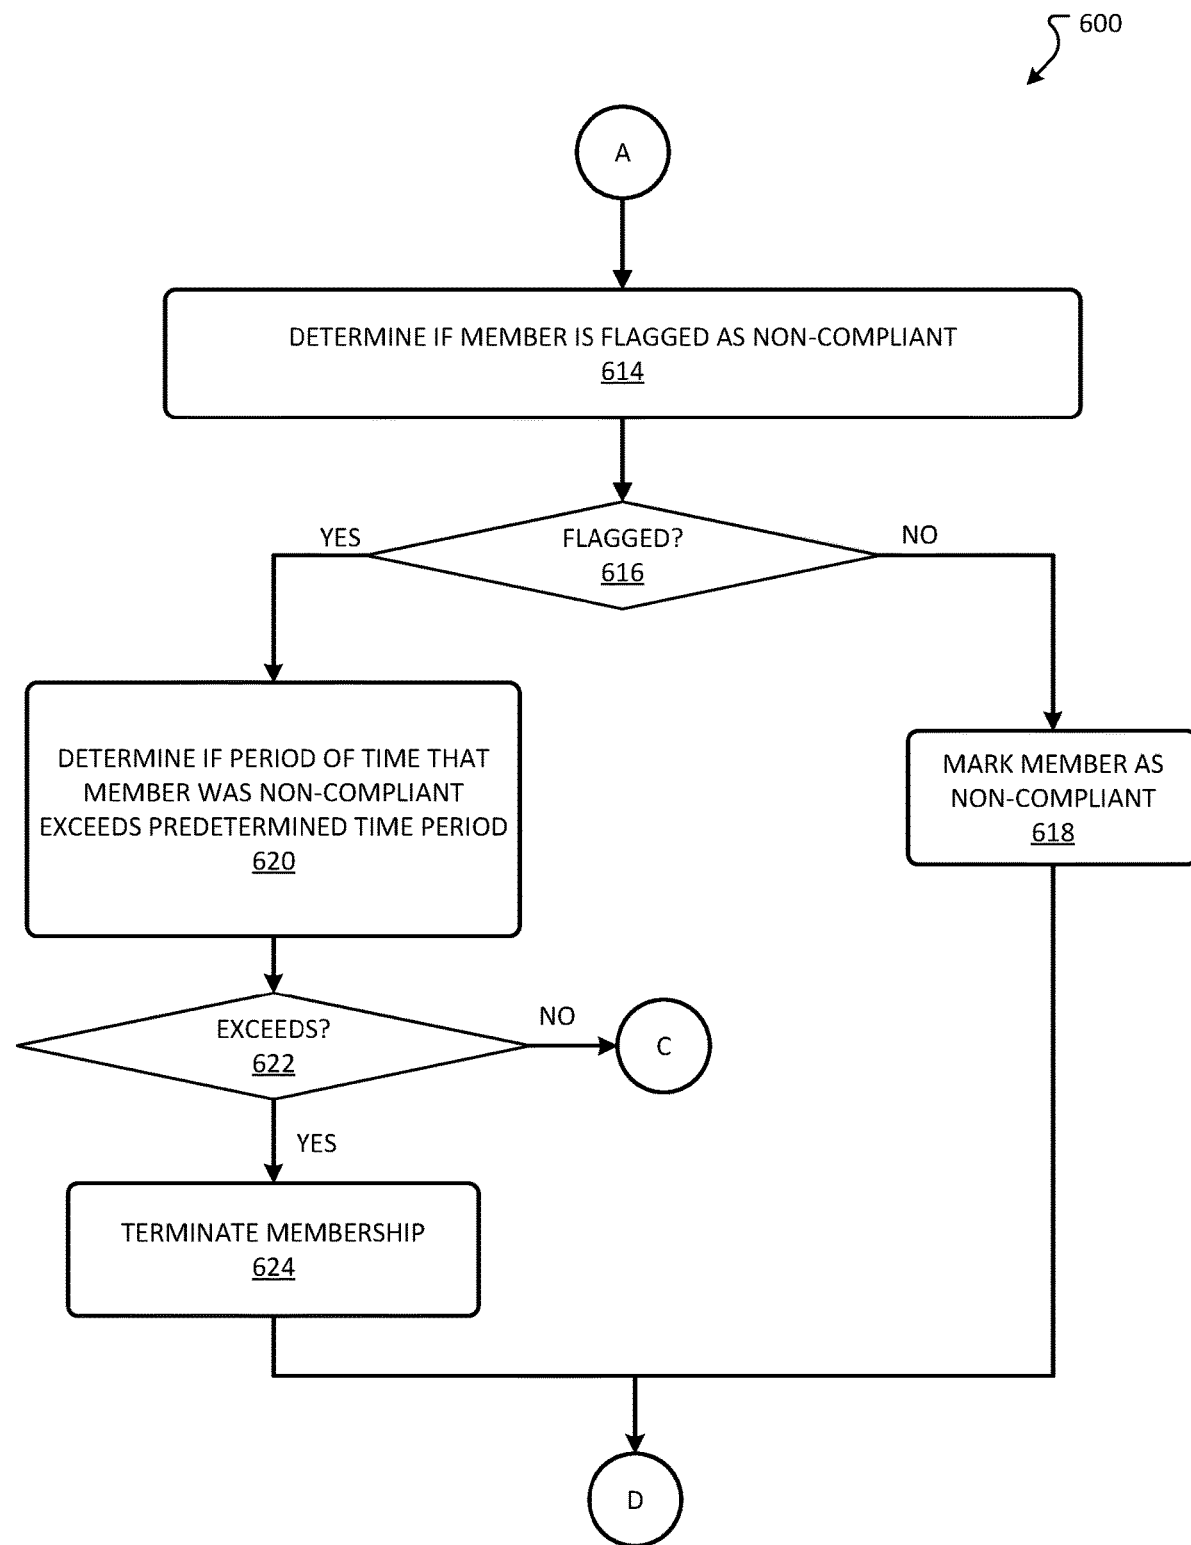 600
A
DETERMINE IF MEMBER IS FLAGGED AS NON-COMPLIANT
614
YES
FLAGGED?
616
NO
DETERMINE IF PERIOD OF TIME THAT
MEMBER WAS NON-COMPLIANT
EXCEEDS PREDETERMINED TIME PERIOD
620
MARK MEMBER AS
NON-COMPLIANT
618
EXCEEDS?
622
NO
C
YES
TERMINATE MEMBERSHIP
624
D